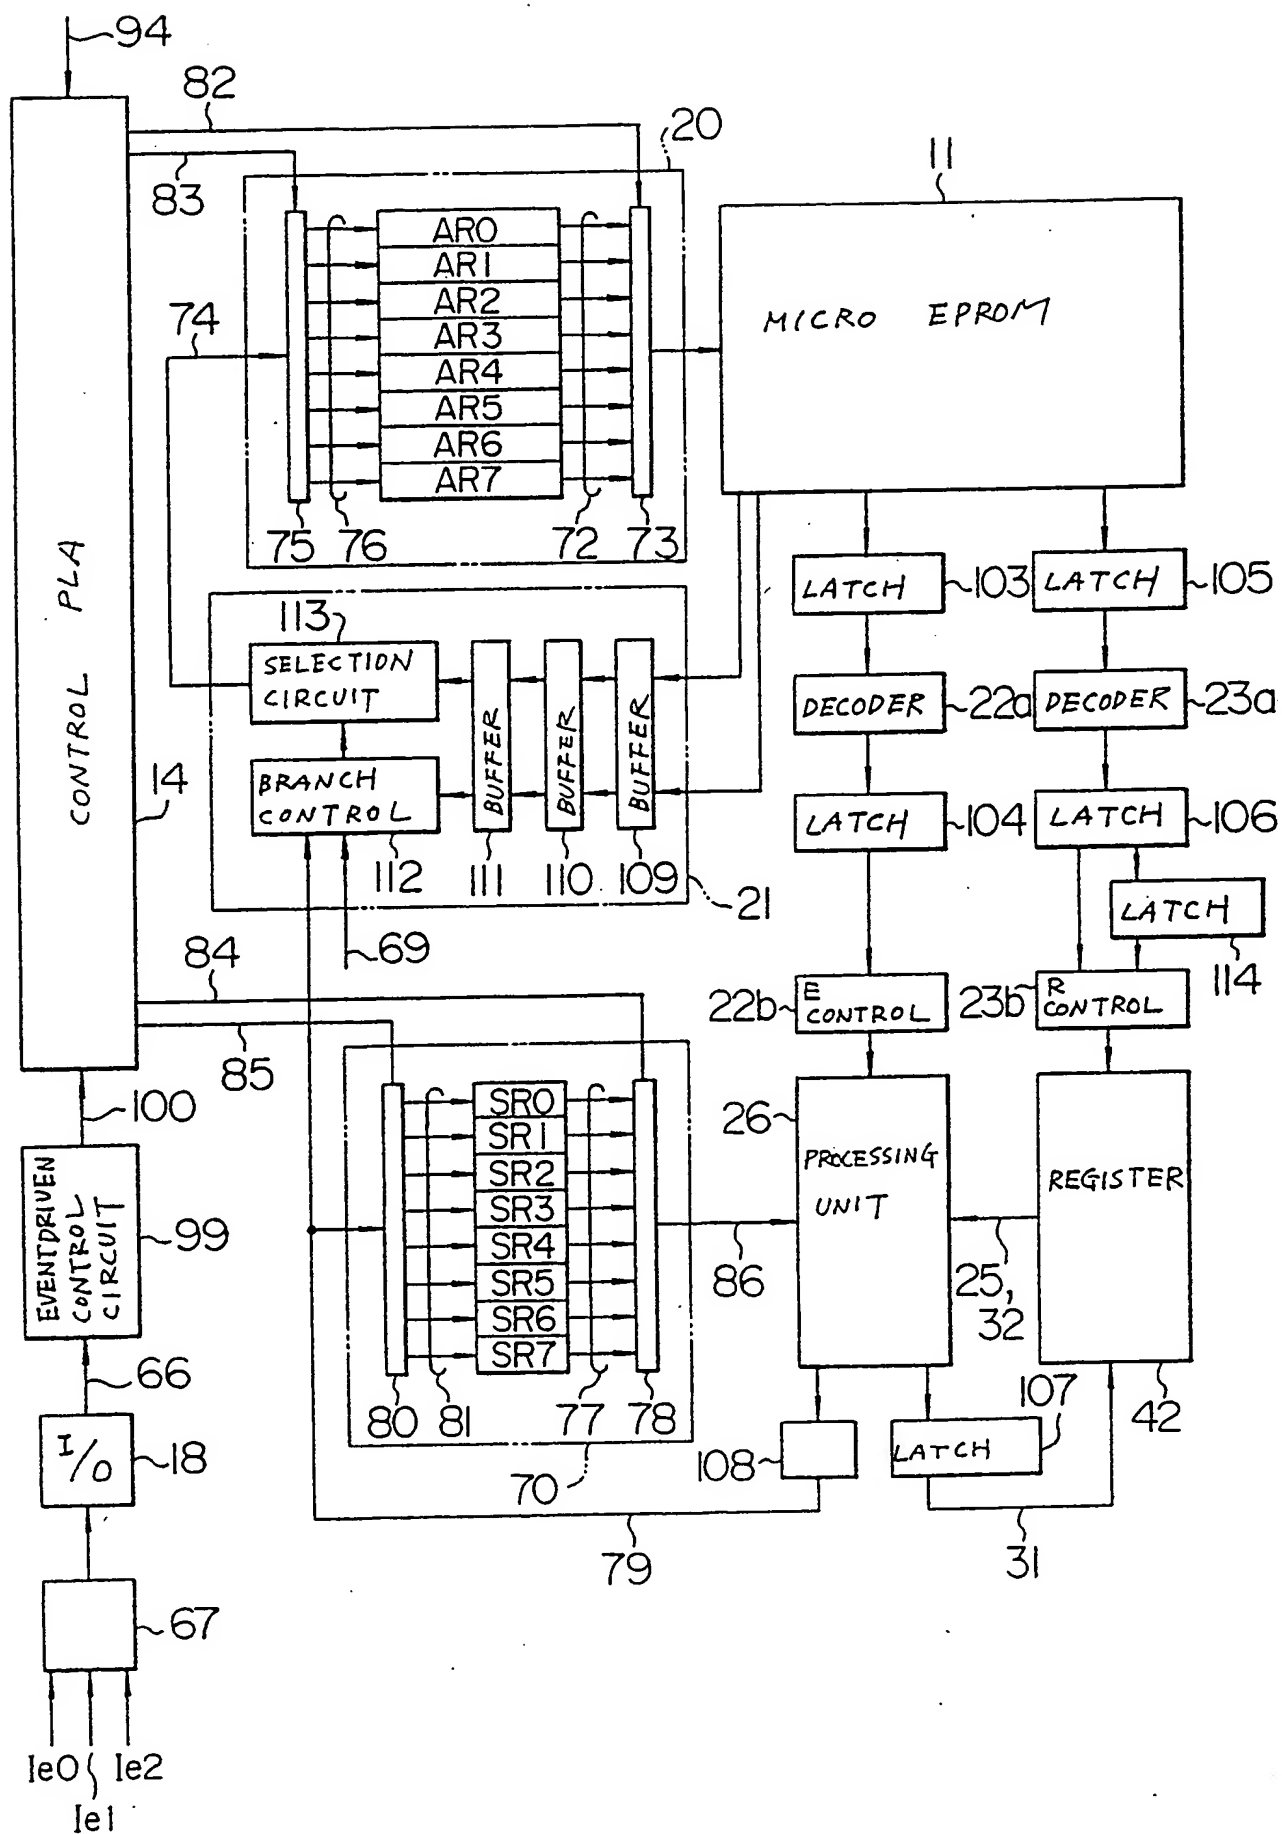 94
82
83
20
11
AR0
AR1
AR2
AR3
AR4
AR5
AR6
AR7
74
MICRO EPROM
75
76
72
73
CONTROL PLA
14
LATCH
103
LATCH
105
113
SELECTION
CIRCUIT
BUFFER
BUFFER
BUFFER
DECODER
22a
DECODER
23a
BRANCH
CONTROL
LATCH
104
LATCH
106
112
111
110
109
21
LATCH
114
69
84
85
22b
E
CONTROL
23b
R
CONTROL
100
SR0
SR1
SR2
SR3
SR4
SR5
SR6
SR7
26
PROCESSING
UNIT
REGISTER
EVENTDRIVEN
CONTROL
CIRCUIT
99
86
25,
32
66
80
81
77
78
107
42
I/O
18
70
108
LATCH
79
31
67
Ie0
Ie2
Ie1